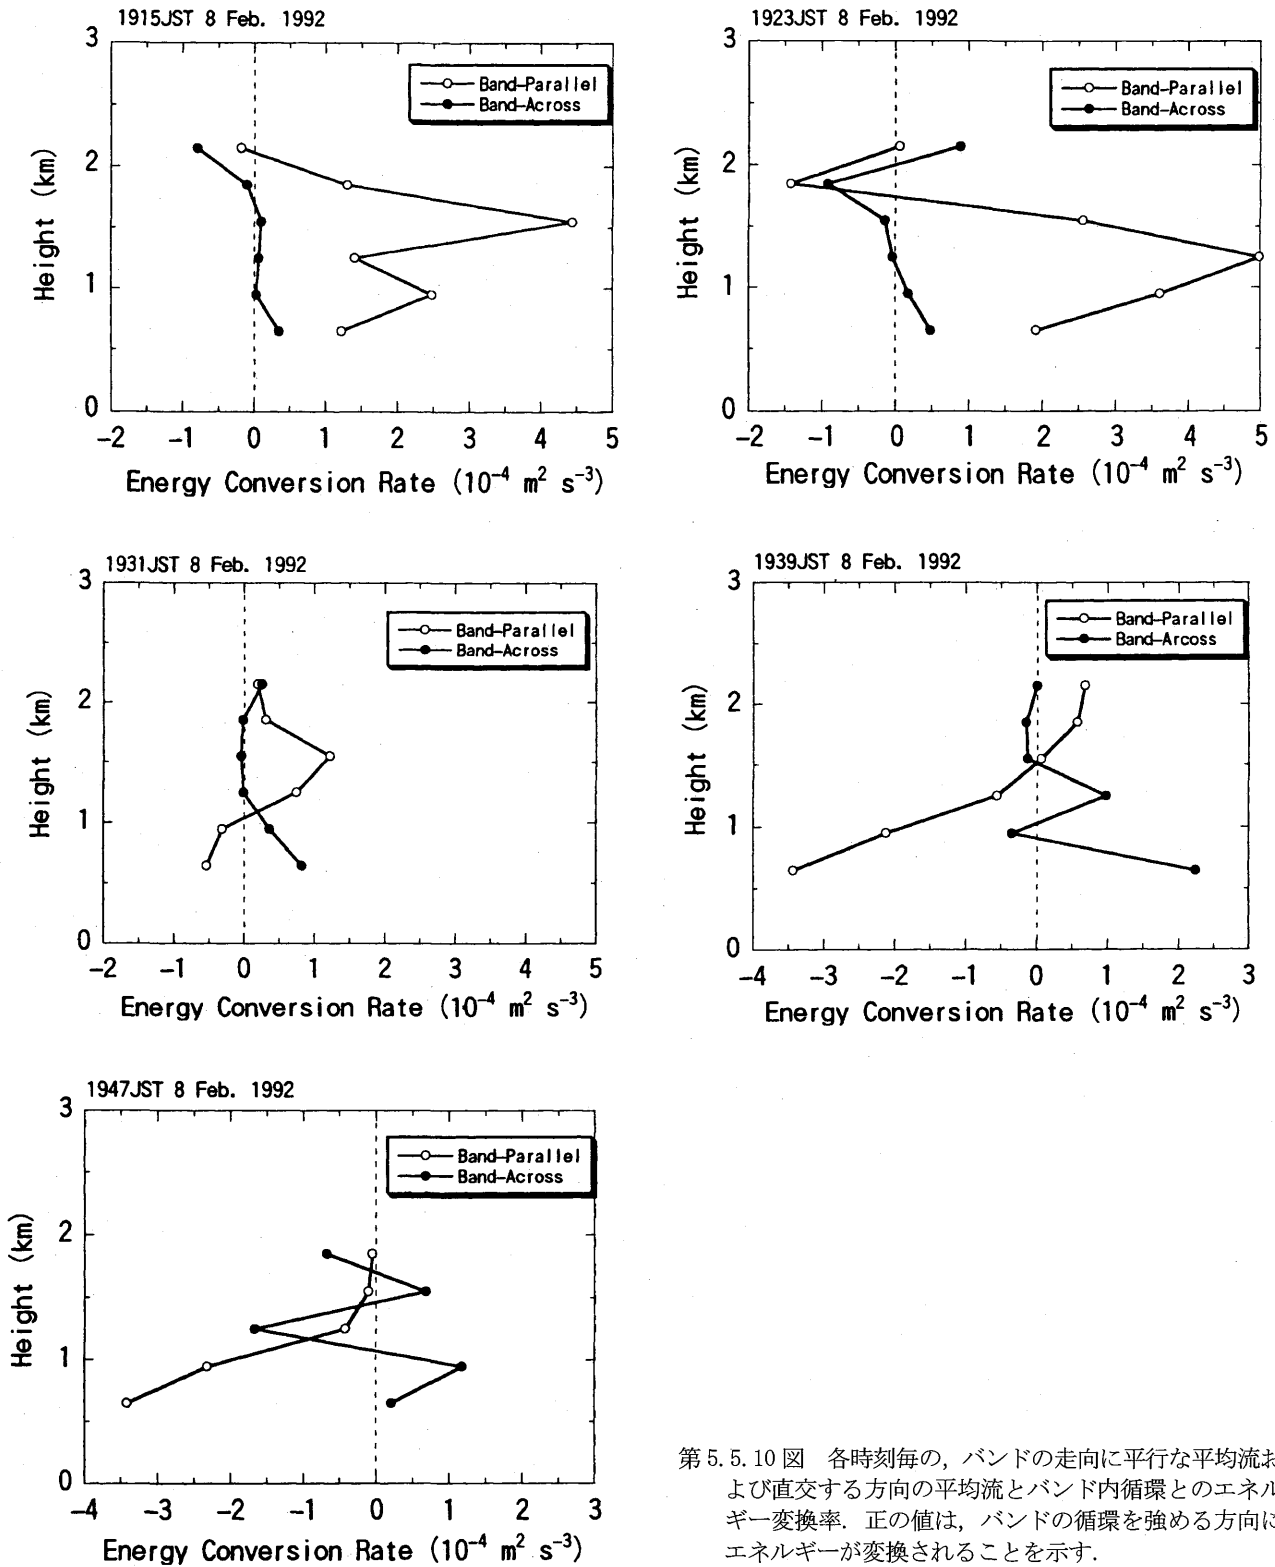 1915JST 8 Feb. 1992
3
2
1
0
Height (km)
Band-Parallel
Band-Across
-2 -1 0 1 2 3 4 5
Energy Conversion Rate (10⁻⁴ m² s⁻³)
1923JST 8 Feb. 1992
3
2
1
0
Height (km)
Band-Parallel
Band-Across
-2 -1 0 1 2 3 4 5
Energy Conversion Rate (10⁻⁴ m² s⁻³)
1931JST 8 Feb. 1992
3
2
1
0
Height (km)
Band-Parallel
Band-Across
-2 -1 0 1 2 3 4 5
Energy Conversion Rate (10⁻⁴ m² s⁻³)
1939JST 8 Feb. 1992
3
2
1
0
Height (km)
Band-Parallel
Band-Arcoss
-4 -3 -2 -1 0 1 2 3
Energy Conversion Rate (10⁻⁴ m² s⁻³)
1947JST 8 Feb. 1992
3
2
1
0
Height (km)
Band-Parallel
Band-Across
-4 -3 -2 -1 0 1 2 3
Energy Conversion Rate (10⁻⁴ m² s⁻³)
第5.5.10図 各時刻毎の，バンドの走向に平行な平均流お
よび直交する方向の平均流とバンド内循環とのエネル
ギー変換率．正の値は，バンドの循環を強める方向に
エネルギーが変換されることを示す．